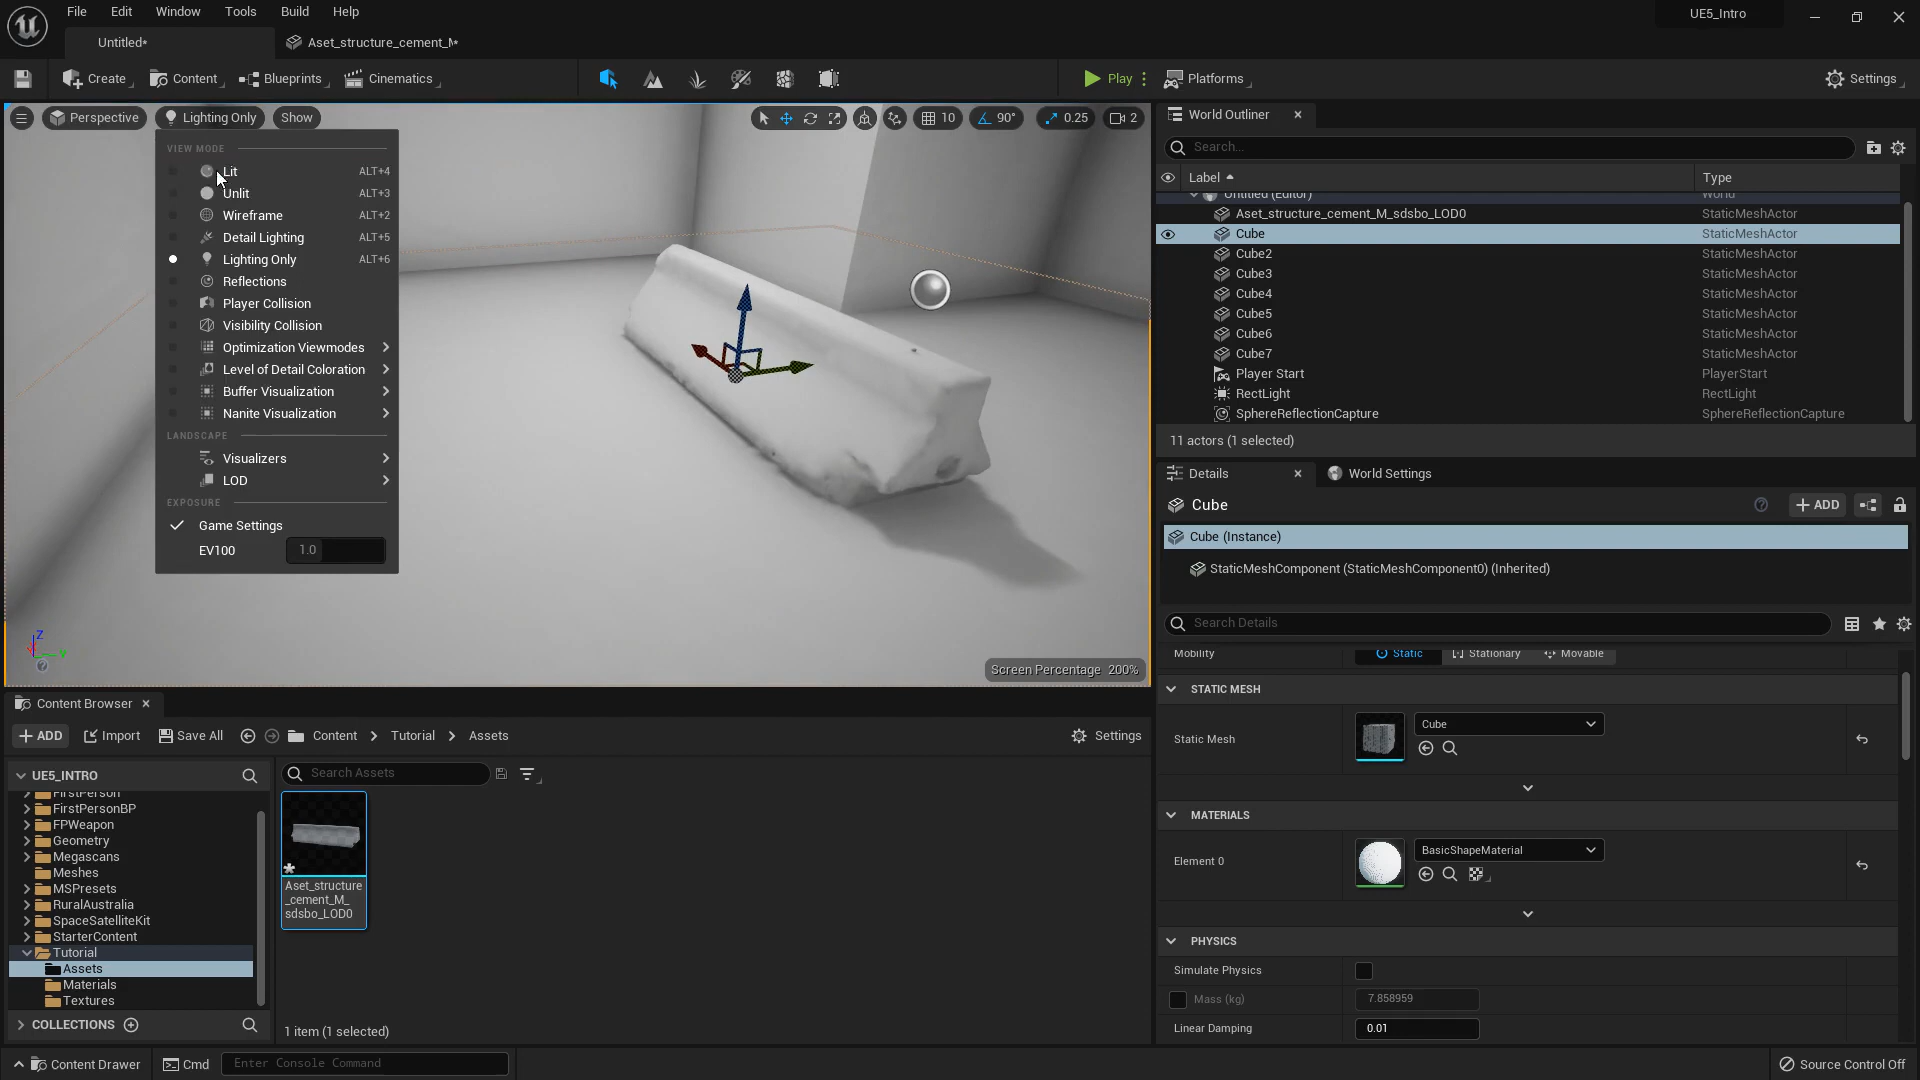 File Edit Window Tools Build Help
UE5_Intro
Untitled*
Aset_structure_cement_M*
Create
Content
Blueprints
Cinematics
Play
Platforms
Settings
Perspective
Lighting Only
Show
10
90°
0.25
2
VIEW MODE
Lit ALT+4
Unlit ALT+3
Wireframe ALT+2
Detail Lighting ALT+5
Lighting Only ALT+6
Reflections
Player Collision
Visibility Collision
Optimization Viewmodes
Level of Detail Coloration
Buffer Visualization
Nanite Visualization
LANDSCAPE
Visualizers
LOD
EXPOSURE
Game Settings
EV100 1.0
Z
Screen Percentage 200%
World Outliner
Search...
Label Type
Untitled (Editor) World
Aset_structure_cement_M_sdsbo_LOD0 StaticMeshActor
Cube StaticMeshActor
Cube2 StaticMeshActor
Cube3 StaticMeshActor
Cube4 StaticMeshActor
Cube5 StaticMeshActor
Cube6 StaticMeshActor
Cube7 StaticMeshActor
Player Start PlayerStart
RectLight RectLight
SphereReflectionCapture SphereReflectionCapture
11 actors (1 selected)
Details
World Settings
Cube
ADD
Cube (Instance)
StaticMeshComponent (StaticMeshComponent0) (Inherited)
Search Details
Mobility Static Stationary Movable
STATIC MESH
Static Mesh
Cube
MATERIALS
Element 0
BasicShapeMaterial
PHYSICS
Simulate Physics
Mass (kg) 7.858959
Linear Damping 0.01
Content Browser
ADD
Import
Save All
Content
Tutorial
Assets
Settings
UE5_INTRO
FirstPerson
FirstPersonBP
FPWeapon
Geometry
Megascans
Meshes
MSPresets
RuralAustralia
SpaceSatelliteKit
StarterContent
Tutorial
Assets
Materials
Textures
COLLECTIONS
Search Assets
Aset_structure
_cement_M_
sdsbo_LOD0
1 item (1 selected)
Content Drawer
Cmd
Enter Console Command
Source Control Off